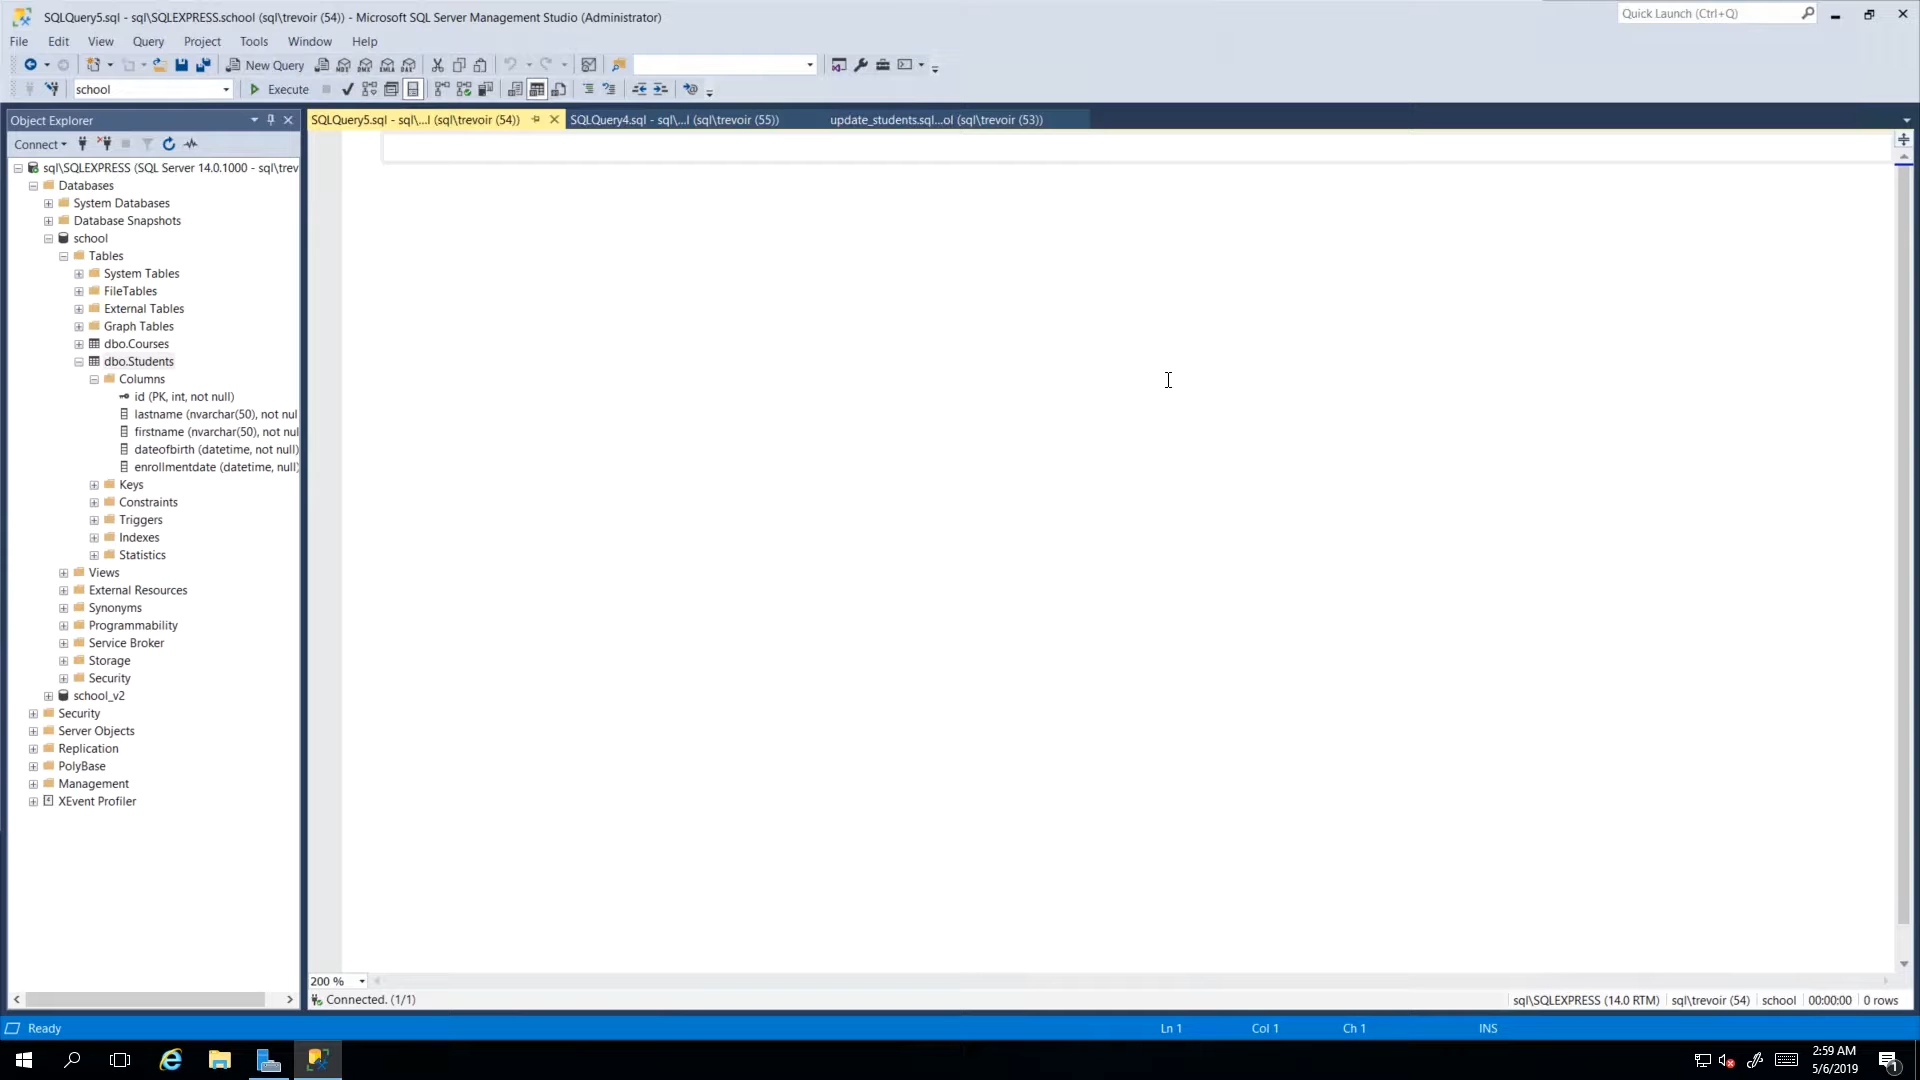 SQLQuery5.sql - sql\SQLEXPRESS.school (sql\trevoir (54)) - Microsoft SQL Server Management Studio (Administrator)
Quick Launch (Ctrl+Q)
File Edit View Query Project Tools Window Help
New Query
school
Execute
Object Explorer
SQLQuery5.sql - sql\...l (sql\trevoir (54))
SQLQuery4.sql - sql\...l (sql\trevoir (55))
update_students.sql...ol (sql\trevoir (53))
Connect
sql\SQLEXPRESS (SQL Server 14.0.1000 - sql\trev
Databases
System Databases
Database Snapshots
school
Tables
System Tables
FileTables
External Tables
Graph Tables
dbo.Courses
dbo.Students
Columns
id (PK, int, not null)
lastname (nvarchar(50), not nul
firstname (nvarchar(50), not nul
dateofbirth (datetime, not null)
enrollmentdate (datetime, null)
Keys
Constraints
Triggers
Indexes
Statistics
Views
External Resources
Synonyms
Programmability
Service Broker
Storage
Security
school_v2
Security
Server Objects
Replication
PolyBase
Management
XEvent Profiler
200 %
Connected. (1/1)
sql\SQLEXPRESS (14.0 RTM) sql\trevoir (54) school 00:00:00 0 rows
Ready
Ln 1 Col 1 Ch 1 INS
2:59 AM
5/6/2019
1